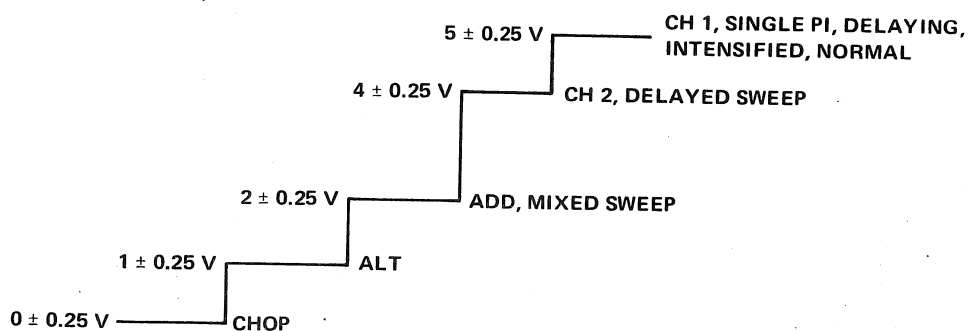 5 ± 0.25 V
CH 1, SINGLE PI, DELAYING,
INTENSIFIED, NORMAL
4 ± 0.25 V
CH 2, DELAYED SWEEP
2 ± 0.25 V
ADD, MIXED SWEEP
1 ± 0.25 V
ALT
0 ± 0.25 V
CHOP